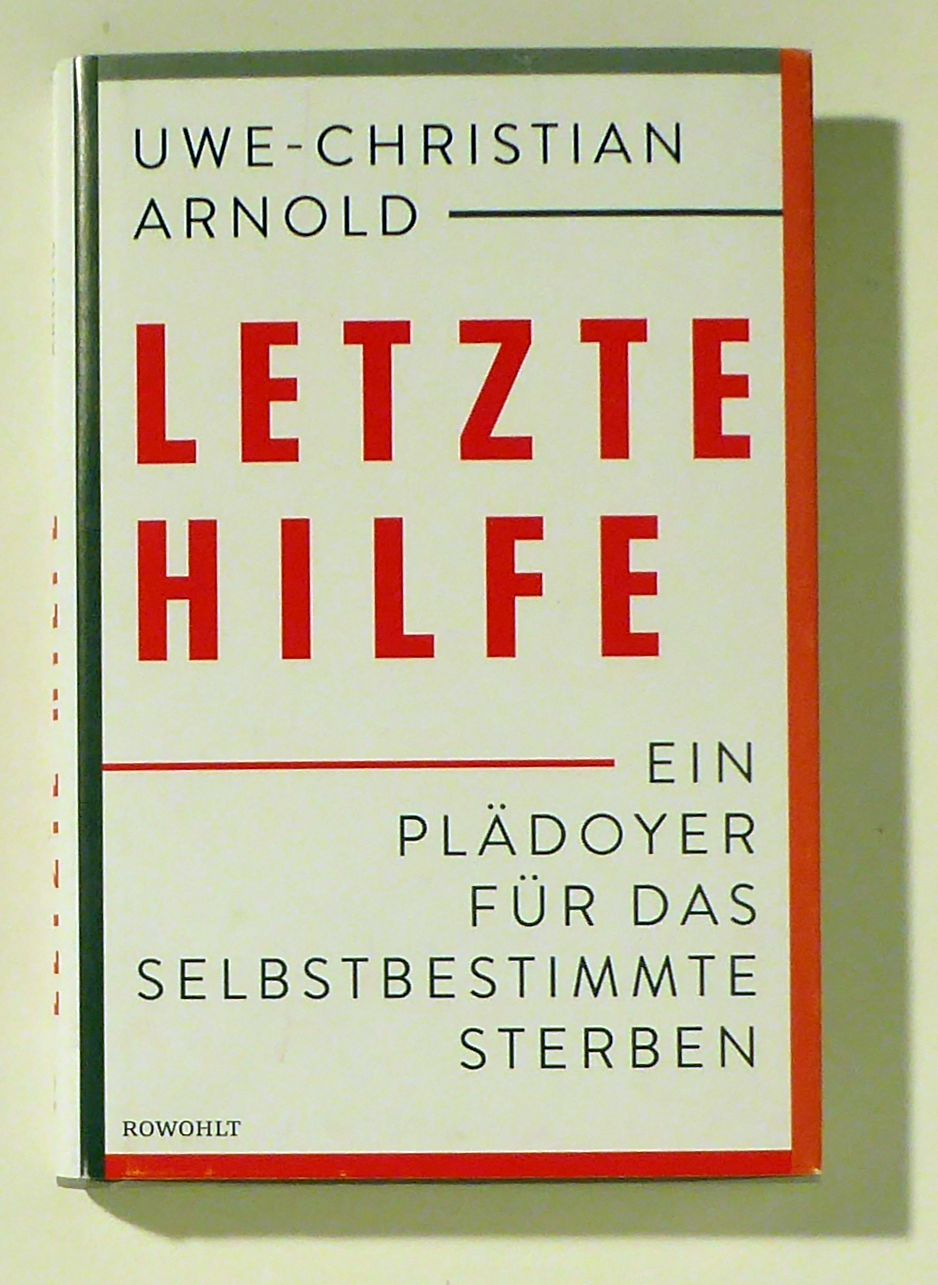 UWE-CHRISTIAN
ARNOLD
LETZTE
HILFE
EIN
PLÄDOYER
FÜR DAS
SELBSTBESTIMMTE
STERBEN
ROWOHLT